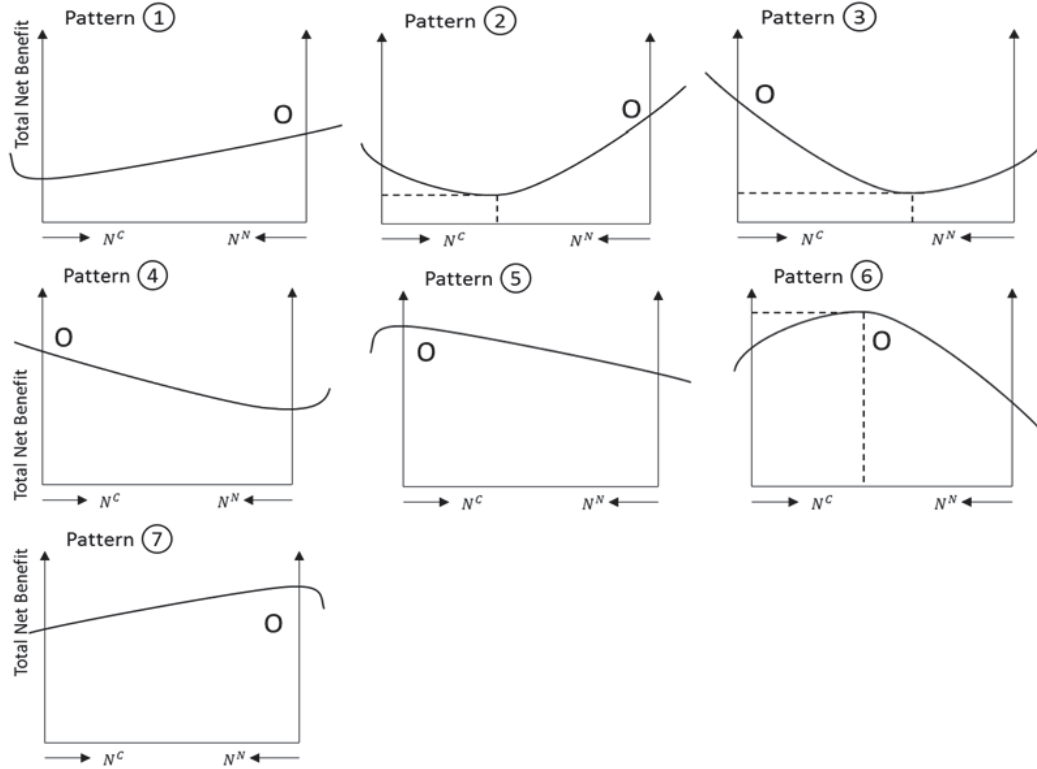 Pattern ①
Pattern ②
Pattern ③
Total Net Benefit
O
O
O
N^C
N^N
N^C
N^N
N^C
N^N
Pattern ④
Pattern ⑤
Pattern ⑥
Total Net Benefit
O
O
O
N^C
N^N
N^C
N^N
N^C
N^N
Pattern ⑦
Total Net Benefit
O
N^C
N^N